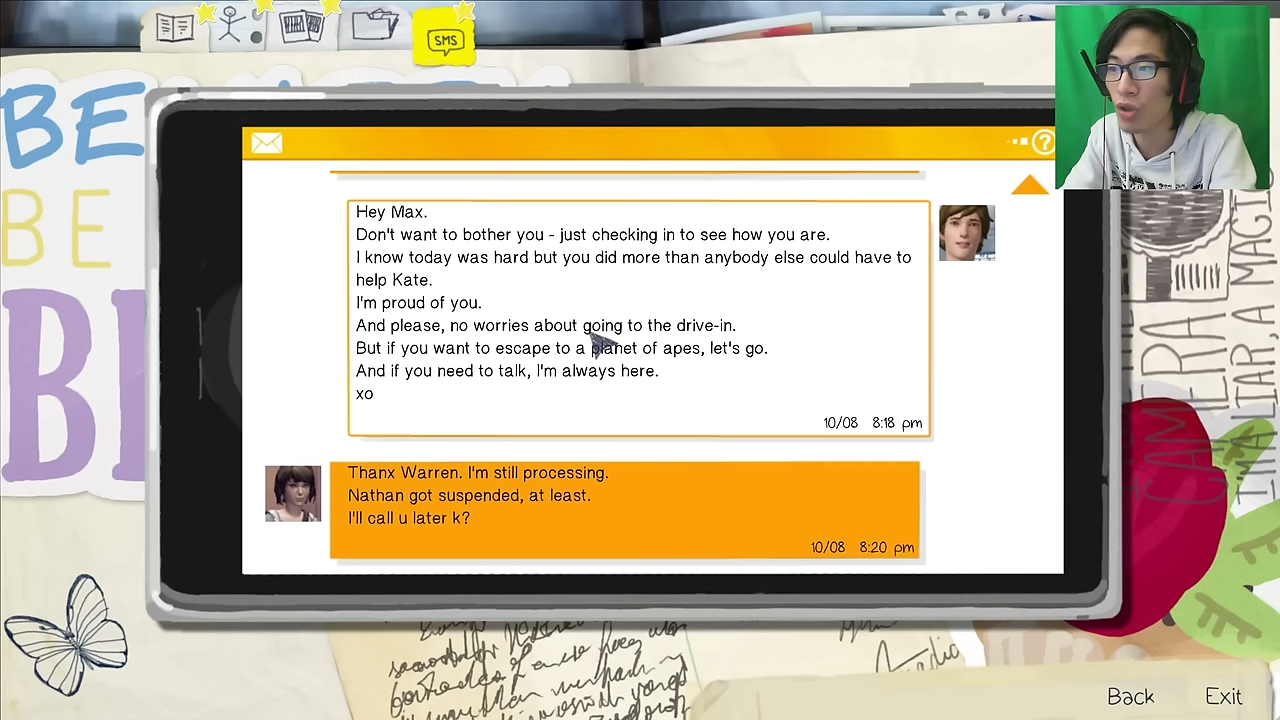 SMS
Hey Max.
Don't want to bother you - just checking in to see how you are.
I know today was hard but you did more than anybody else could have to
help Kate.
I'm proud of you.
And please, no worries about going to the drive-in.
But if you want to escape to a planet of apes, let's go.
And if you need to talk, I'm always here.
xo
10/08 8:18 pm
Thanx Warren. I'm still processing.
Nathan got suspended, at least.
I'll call u later k?
10/08 8:20 pm
BE
BE
CAMERA
A MAGI
Back
Exit